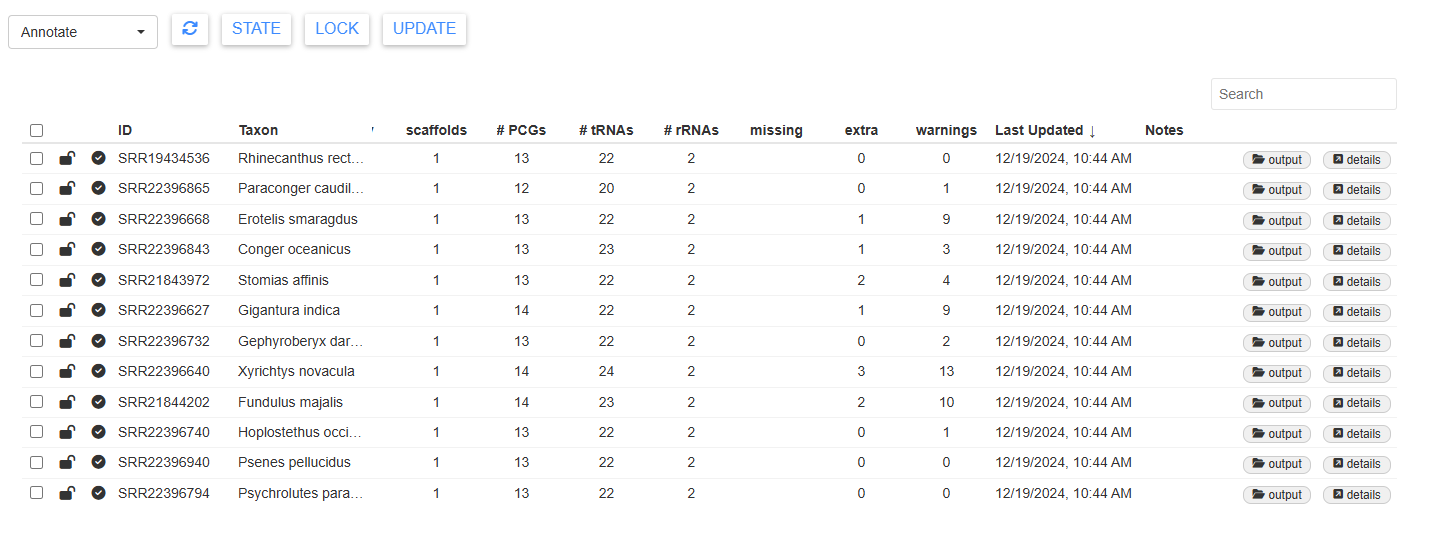 Annotate STATE LOCK UPDATE
Search
ID Taxon scaffolds # PCGs # tRNAs # rRNAs missing extra warnings Last Updated ↓ Notes
SRR19434536 Rhinecanthus rect... 1 13 22 2 0 0 12/19/2024, 10:44 AM output details
SRR22396865 Paraconger caudil... 1 12 20 2 0 1 12/19/2024, 10:44 AM output details
SRR22396668 Erotelis smaragdus 1 13 22 2 1 9 12/19/2024, 10:44 AM output details
SRR22396843 Conger oceanicus 1 13 23 2 1 3 12/19/2024, 10:44 AM output details
SRR21843972 Stomias affinis 1 13 22 2 2 4 12/19/2024, 10:44 AM output details
SRR22396627 Gigantura indica 1 14 22 2 1 9 12/19/2024, 10:44 AM output details
SRR22396732 Gephyroberyx dar... 1 13 22 2 0 2 12/19/2024, 10:44 AM output details
SRR22396640 Xyrichtys novacula 1 14 24 2 3 13 12/19/2024, 10:44 AM output details
SRR21844202 Fundulus majalis 1 14 23 2 2 10 12/19/2024, 10:44 AM output details
SRR22396740 Hoplostethus occi... 1 13 22 2 0 1 12/19/2024, 10:44 AM output details
SRR22396940 Psenes pellucidus 1 13 22 2 0 0 12/19/2024, 10:44 AM output details
SRR22396794 Psychrolutes para... 1 13 22 2 0 0 12/19/2024, 10:44 AM output details